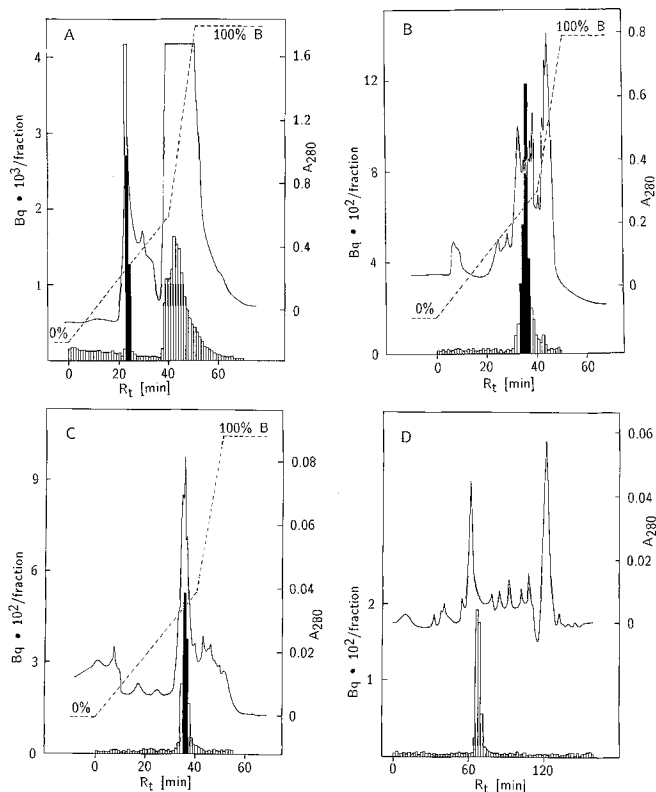 A
100% B
4
3
2
1
Bq • 10³/fraction
1.6
1.2
0.8
0.4
0
A280
0%
0
20
40
60
Rt [min]
B
100% B
12
8
4
0
Bq • 10²/fraction
0.8
0.6
0.4
0.2
0
A280
0%
0
20
40
60
Rt [min]
C
100% B
9
6
3
0
Bq • 10²/fraction
0.08
0.06
0.04
0.02
0
A280
0%
0
20
40
60
Rt [min]
D
2
1
Bq • 10²/fraction
0.06
0.04
0.02
0
A280
0
60
120
Rt [min]